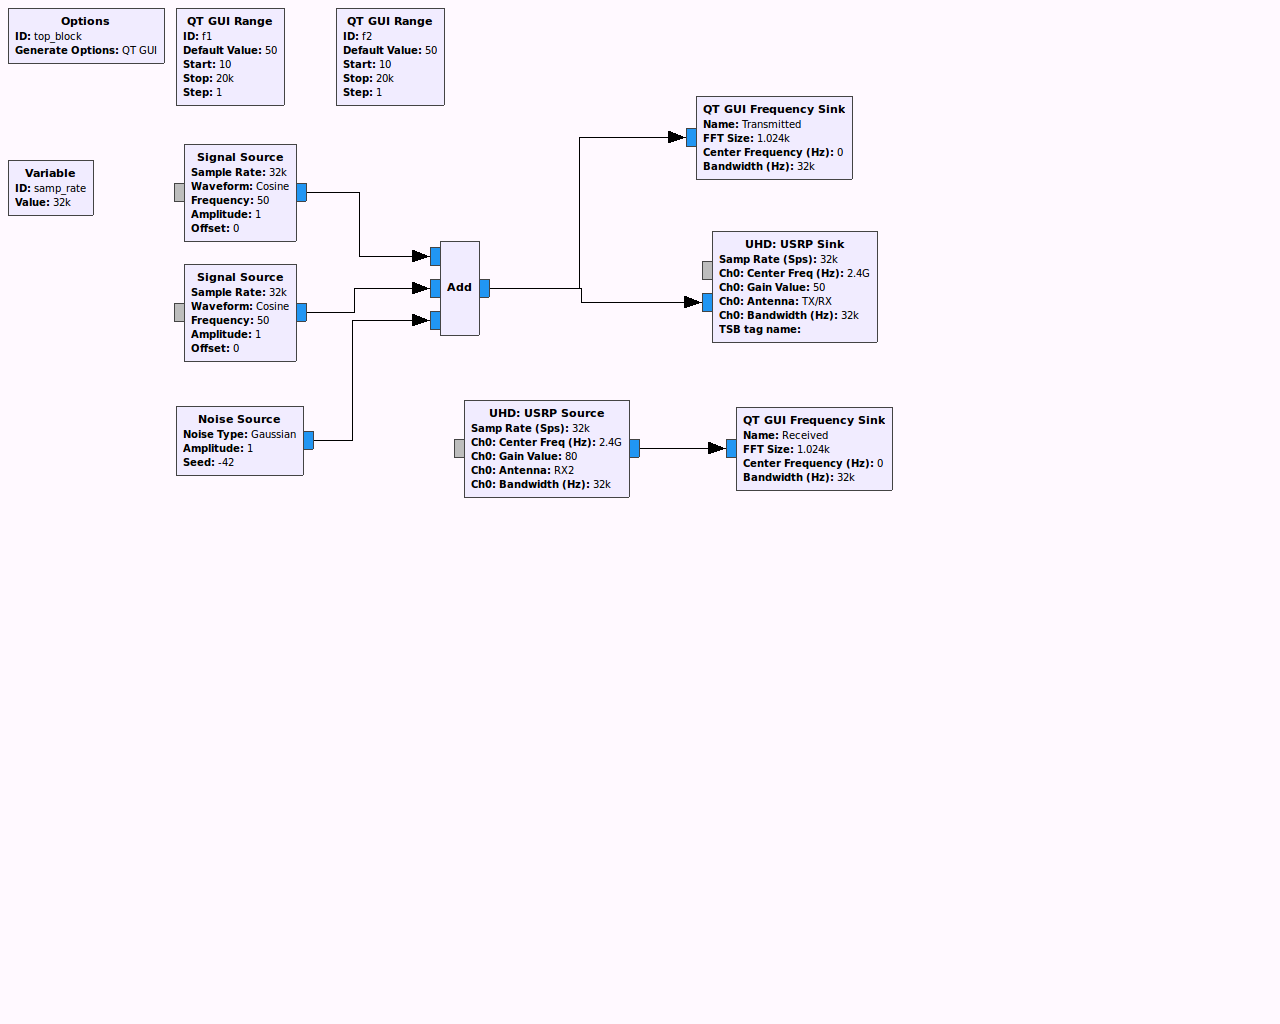 Options
ID: top_block
Generate Options: QT GUI
QT GUI Range
ID: f1
Default Value: 50
Start: 10
Stop: 20k
Step: 1
QT GUI Range
ID: f2
Default Value: 50
Start: 10
Stop: 20k
Step: 1
Variable
ID: samp_rate
Value: 32k
Signal Source
Sample Rate: 32k
Waveform: Cosine
Frequency: 50
Amplitude: 1
Offset: 0
Signal Source
Sample Rate: 32k
Waveform: Cosine
Frequency: 50
Amplitude: 1
Offset: 0
Noise Source
Noise Type: Gaussian
Amplitude: 1
Seed: -42
Add
QT GUI Frequency Sink
Name: Transmitted
FFT Size: 1.024k
Center Frequency (Hz): 0
Bandwidth (Hz): 32k
UHD: USRP Sink
Samp Rate (Sps): 32k
Ch0: Center Freq (Hz): 2.4G
Ch0: Gain Value: 50
Ch0: Antenna: TX/RX
Ch0: Bandwidth (Hz): 32k
TSB tag name:
UHD: USRP Source
Samp Rate (Sps): 32k
Ch0: Center Freq (Hz): 2.4G
Ch0: Gain Value: 80
Ch0: Antenna: RX2
Ch0: Bandwidth (Hz): 32k
QT GUI Frequency Sink
Name: Received
FFT Size: 1.024k
Center Frequency (Hz): 0
Bandwidth (Hz): 32k